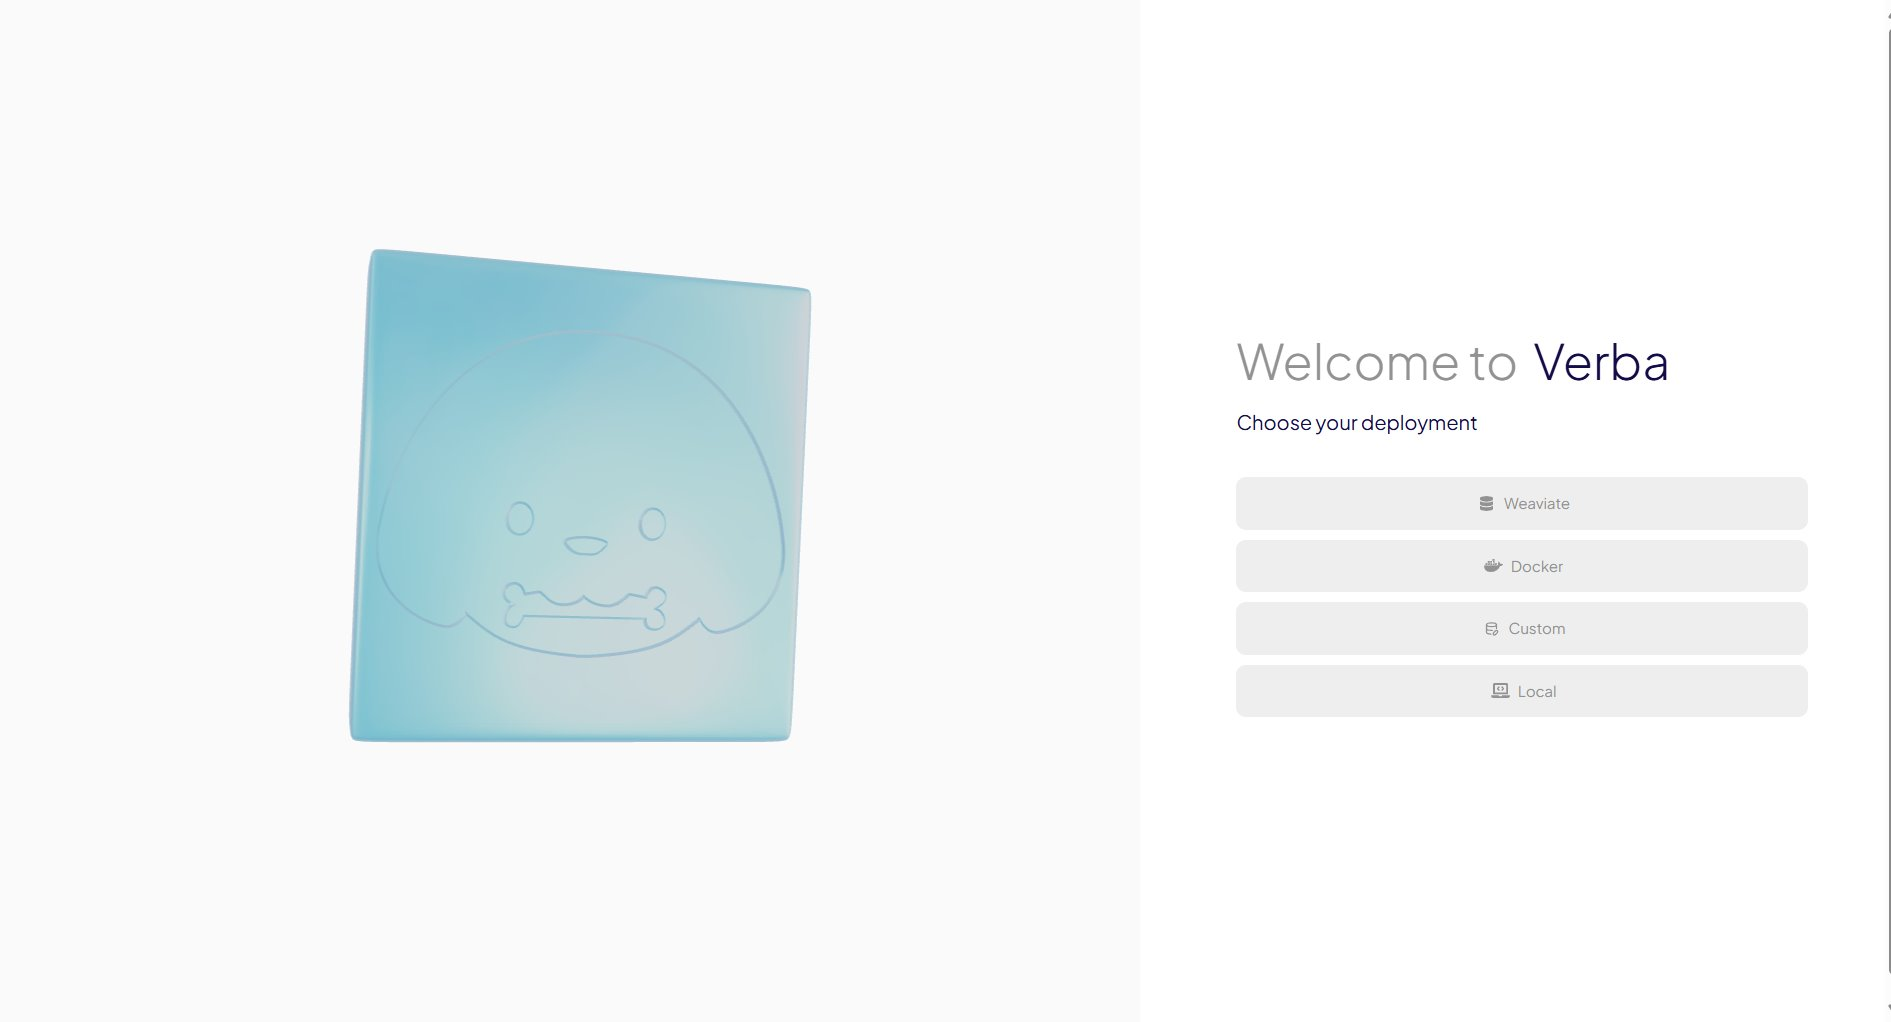 Welcome to Verba
Choose your deployment
Weaviate
Docker
Custom
Local